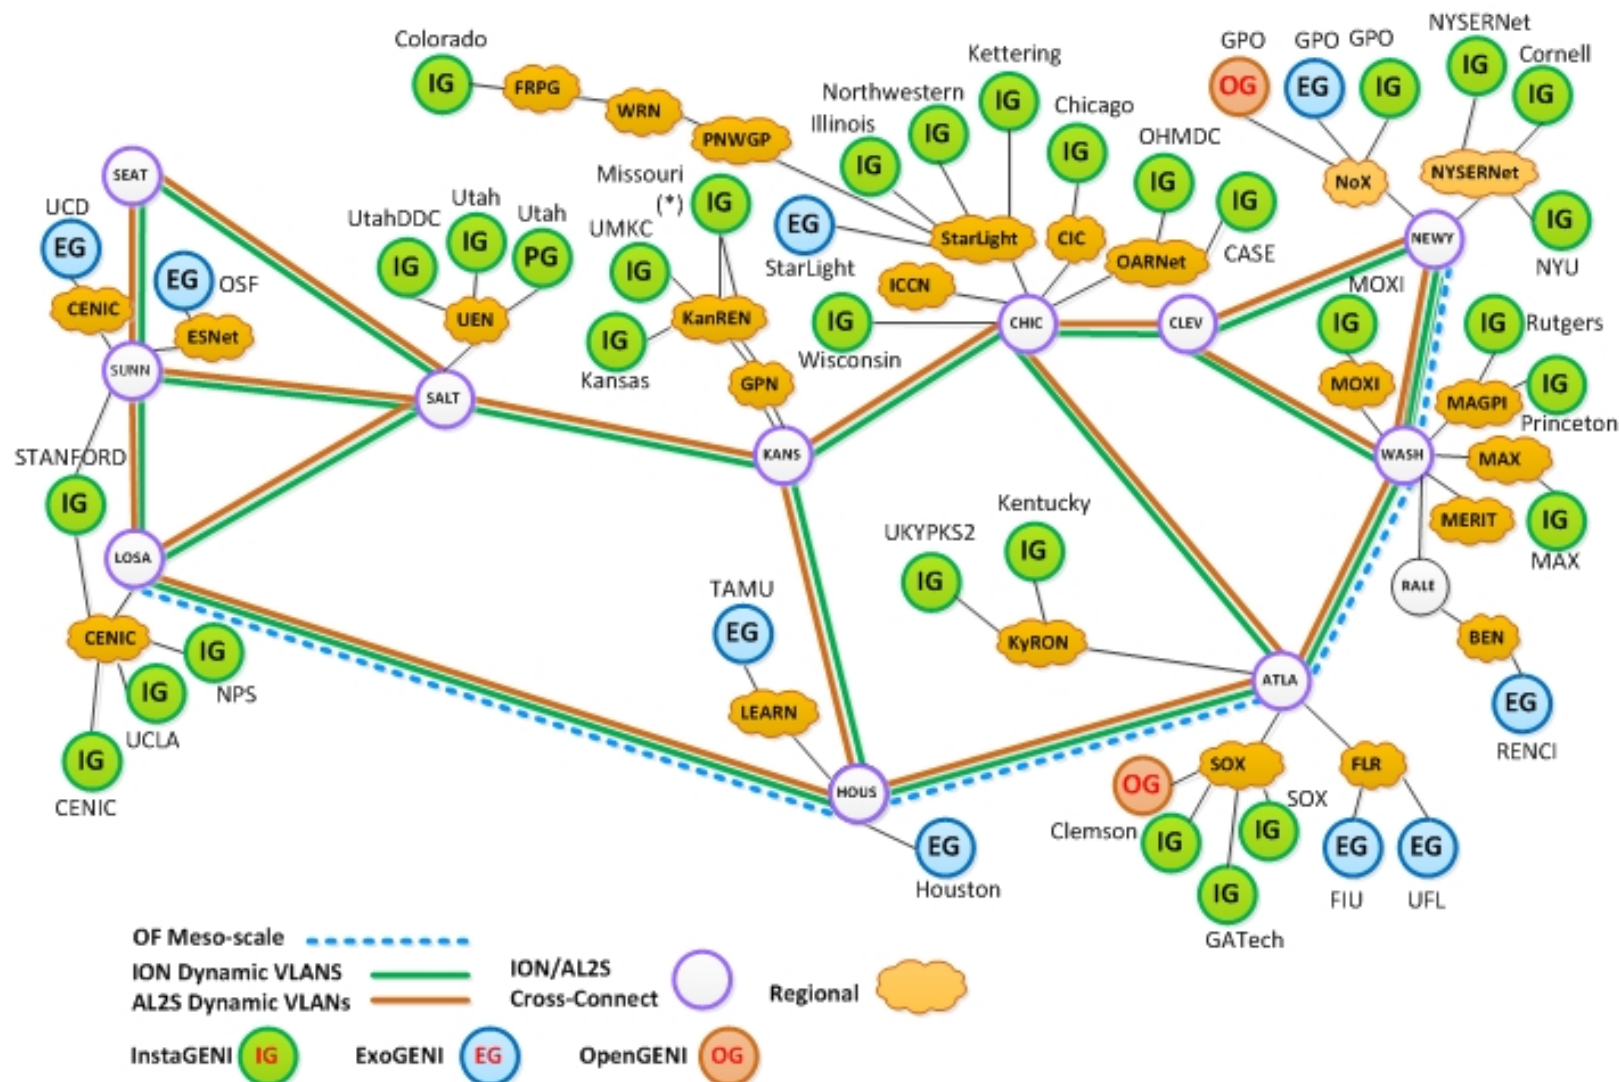 NYSERNet
Colorado
IG
FRPG
WRN
PNWGP
Kettering
IG
Northwestern
IG
Illinois
IG
Chicago
IG
GPO
OG
GPO
EG
GPO
IG
IG
Cornell
IG
OHMDC
IG
IG
CASE
NoX
NYSERNet
SEAT
UCD
EG
CENIC
EG
OSF
ESNet
UtahDDC
IG
Utah
IG
Utah
PG
UEN
Missouri
(*)
IG
UMKC
IG
KanREN
IG
Kansas
GPN
EG
StarLight
StarLight
CIC
OARNet
ICCN
IG
Wisconsin
CHIC
CLEV
NEWY
IG
NYU
MOXI
IG
MOXI
IG
Rutgers
MAGPI
IG
Princeton
SUNN
SALT
KANS
WASH
MAX
IG
MAX
MERIT
STANFORD
IG
LOSA
CENIC
IG
NPS
IG
UCLA
IG
CENIC
TAMU
EG
LEARN
UKYPKS2
IG
Kentucky
IG
KyRON
RALE
BEN
EG
RENCI
ATLA
HOUS
EG
Houston
SOX
FLR
OG
Clemson
IG
IG
SOX
IG
GATech
EG
FIU
EG
UFL
OF Meso-scale
ION Dynamic VLANS
AL2S Dynamic VLANs
ION/AL2S
Cross-Connect
Regional
InstaGENI
IG
ExoGENI
EG
OpenGENI
OG